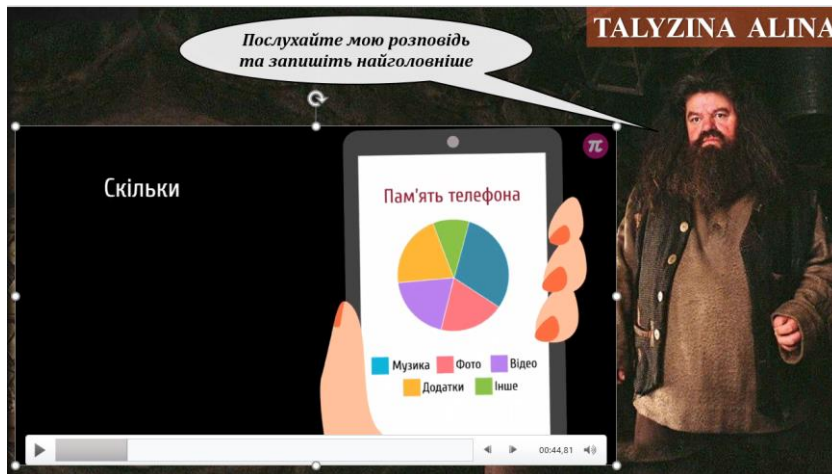 TALYZINA ALINA
Послухайте мою розповідь
та запишіть найголовніше
π
Скільки
Пам'ять телефона
Музика Фото Відео
Додатки Інше
00:44,81